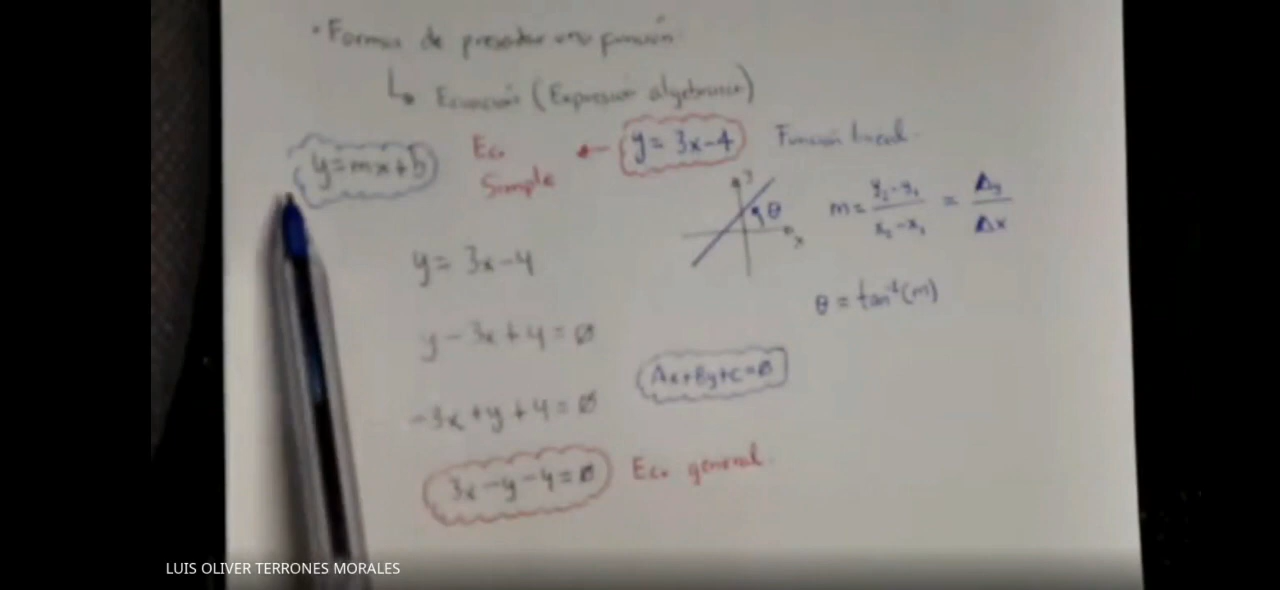 • Formas de presentar una función.
↳ Ecuación (Expresión algebraica)
y = mx + b
Ec. Simple ← y = 3x - 4 Función lineal.
y
θ
x
m = y₂ - y₁ / x₂ - x₁ = Δy / Δx
y = 3x - 4
θ = tan⁻¹(m)
y - 3x + 4 = 0
Ax + By + C = 0
-3x + y + 4 = 0
3x - y - 4 = 0 Ec. general.
LUIS OLIVER TERRONES MORALES